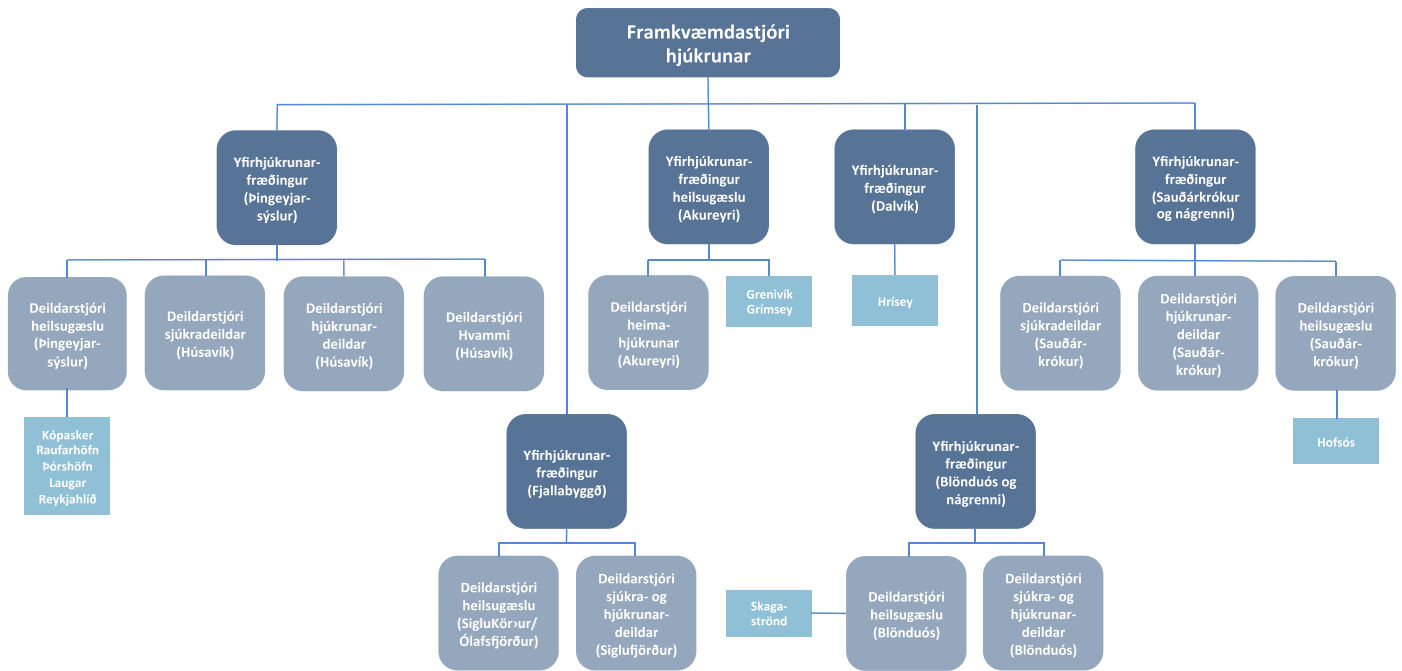 Framkvæmdastjóri
hjúkrunar
Yfirhjúkrunar-
fræðingur
(Þingeyjar-
sýslur)
Yfirhjúkrunar-
fræðingur
heilsugæslu
(Akureyri)
Yfirhjúkrunar-
fræðingur
(Dalvík)
Yfirhjúkrunar-
fræðingur
(Sauðárkrókur
og nágrenni)
Deildarstjóri
heilsugæslu
(Þingeyjar-
sýslur)
Deildarstjóri
sjúkradeildar
(Húsavík)
Deildarstjóri
hjúkrunar-
deildar
(Húsavík)
Deildarstjóri
Hvammi
(Húsavík)
Deildarstjóri
heima-
hjúkrunar
(Akureyri)
Grenivík
Grímsey
Hrísey
Deildarstjóri
sjúkradeildar
(Sauðár-
krókur)
Deildarstjóri
hjúkrunar-
deildar
(Sauðár-
krókur)
Deildarstjóri
heilsugæslu
(Sauðár-
krókur)
Kópasker
Raufarhöfn
Þórshöfn
Laugar
Reykjahlíð
Hofsós
Yfirhjúkrunar-
fræðingur
(Fjallabyggð)
Yfirhjúkrunar-
fræðingur
(Blönduós og
nágrenni)
Deildarstjóri
heilsugæslu
(SigluKör›ur/
Ólafsfjörður)
Deildarstjóri
sjúkra- og
hjúkrunar-
deildar
(Siglufjörður)
Skaga-
strönd
Deildarstjóri
heilsugæslu
(Blönduós)
Deildarstjóri
sjúkra- og
hjúkrunar-
deildar
(Blönduós)